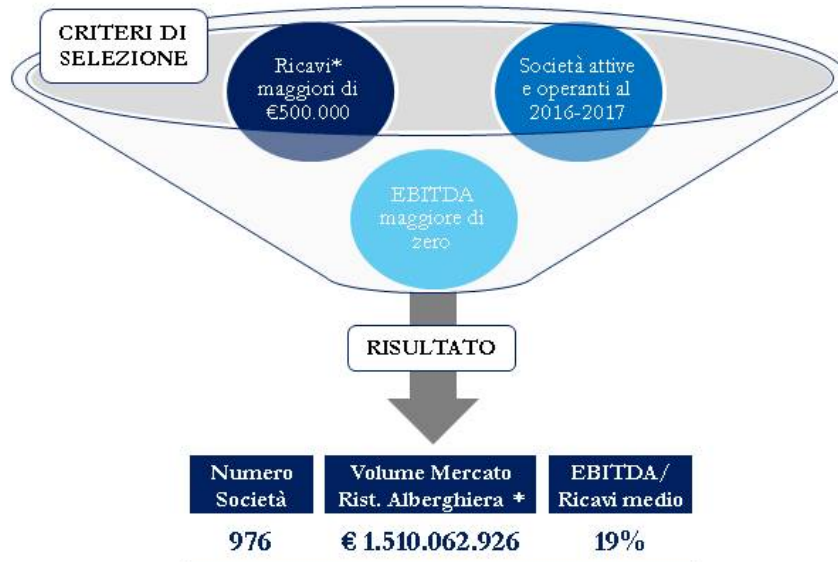 CRITERI DI
SELEZIONE
Ricavi*
maggiori di
€500.000
Società attive
e operanti al
2016-2017
EBITDA
maggiore di
zero
RISULTATO
Numero
Società
Volume Mercato
Rist. Alberghiera *
EBITDA/
Ricavi medio
976
€ 1.510.062.926
19%